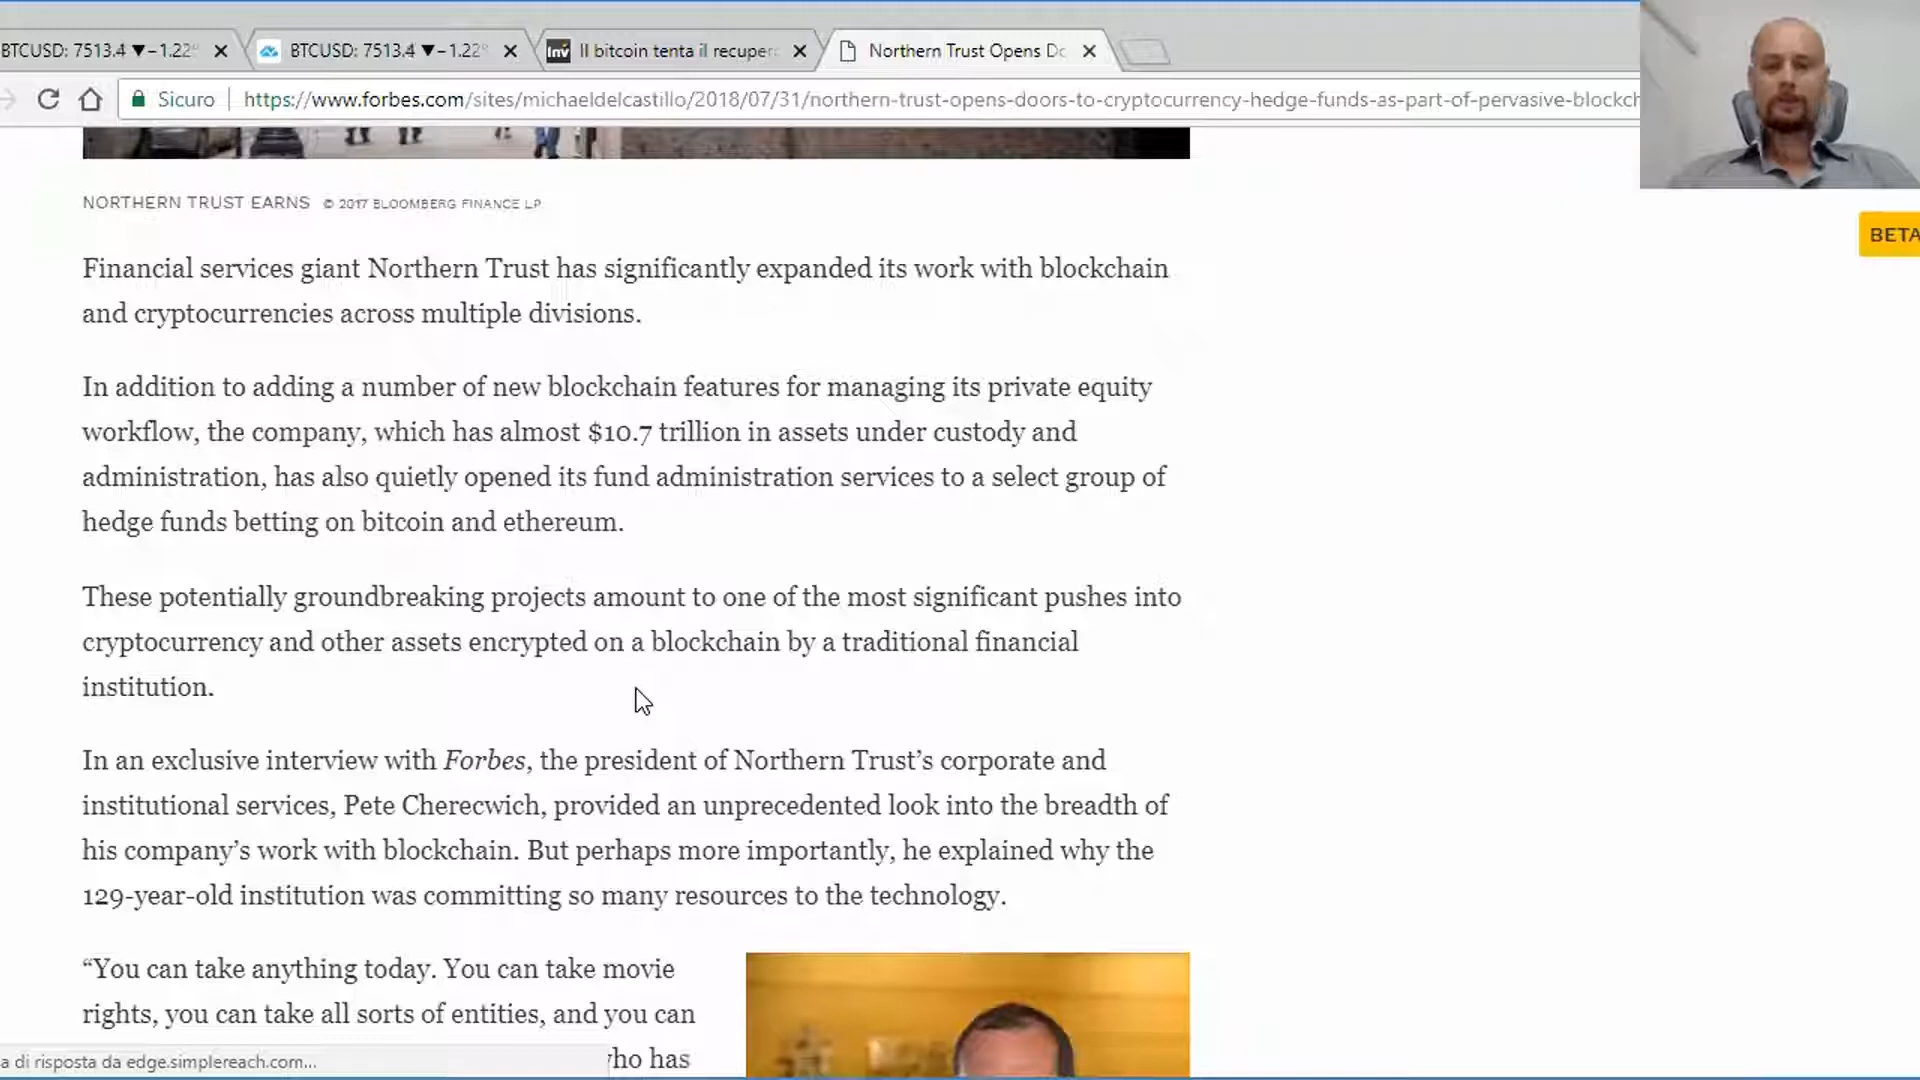 BTCUSD: 7513.4 ▼−1.22
BTCUSD: 7513.4 ▼−1.22
Inv Il bitcoin tenta il recuper
Northern Trust Opens Do
Sicuro https://www.forbes.com/sites/michaeldelcastillo/2018/07/31/northern-trust-opens-doors-to-cryptocurrency-hedge-funds-as-part-of-pervasive-blockch
NORTHERN TRUST EARNS © 2017 BLOOMBERG FINANCE LP
BETA
Financial services giant Northern Trust has significantly expanded its work with blockchain
and cryptocurrencies across multiple divisions.
In addition to adding a number of new blockchain features for managing its private equity
workflow, the company, which has almost $10.7 trillion in assets under custody and
administration, has also quietly opened its fund administration services to a select group of
hedge funds betting on bitcoin and ethereum.
These potentially groundbreaking projects amount to one of the most significant pushes into
cryptocurrency and other assets encrypted on a blockchain by a traditional financial
institution.
In an exclusive interview with Forbes, the president of Northern Trust’s corporate and
institutional services, Pete Cherecwich, provided an unprecedented look into the breadth of
his company’s work with blockchain. But perhaps more importantly, he explained why the
129-year-old institution was committing so many resources to the technology.
“You can take anything today. You can take movie
rights, you can take all sorts of entities, and you can
who has
a di risposta da edge.simplereach.com...